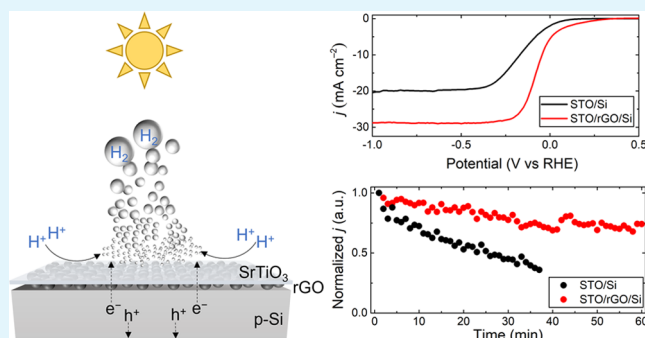 H₂
H₂
H⁺
H⁺
H⁺
H⁺
SrTiO₃
rGO
e⁻
e⁻
h⁺
h⁺
p-Si
0
-10
-20
-30
j (mA cm⁻²)
STO/Si
STO/rGO/Si
-1.0 -0.5 0.0 0.5
Potential (V vs RHE)
1.0
0.5
0.0
Normalized j (a.u.)
STO/Si
STO/rGO/Si
0 10 20 30 40 50 60
Time (min)